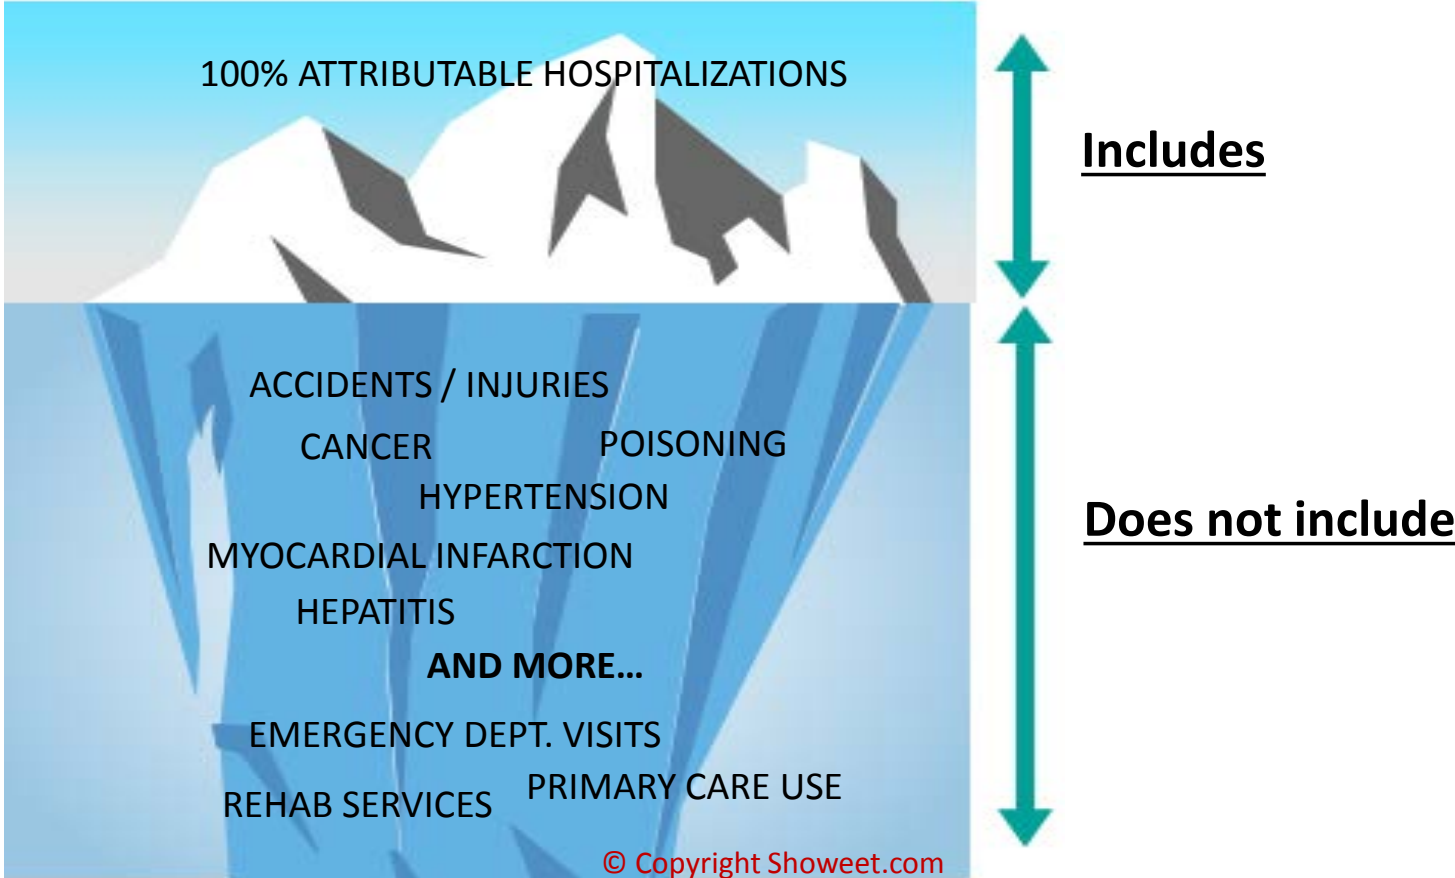 100% ATTRIBUTABLE HOSPITALIZATIONS
Includes
ACCIDENTS / INJURIES
CANCER
POISONING
HYPERTENSION
Does not include
MYOCARDIAL INFARCTION
HEPATITIS
AND MORE...
EMERGENCY DEPT. VISITS
PRIMARY CARE USE
REHAB SERVICES
© Copyright Showeet.com